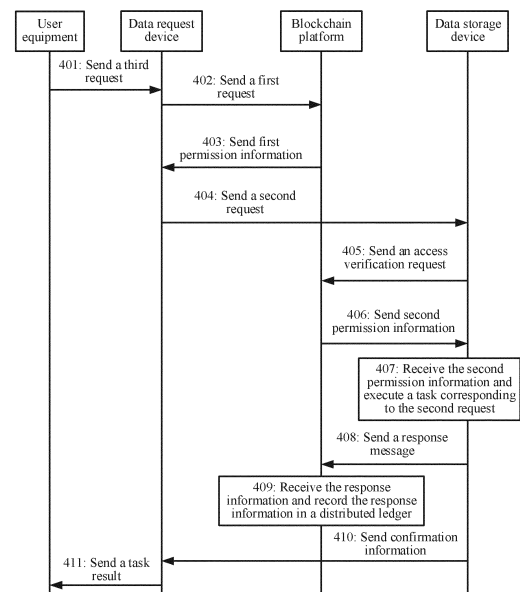 User
equipment
Data request
device
Blockchain
platform
Data storage
device
401: Send a third
request
402: Send a first
request
403: Send first
permission information
404: Send a second
request
405: Send an access
verification request
406: Send second
permission information
407: Receive the second
permission information and
execute a task corresponding
to the second request
408: Send a response
message
409: Receive the response
information and record the response
information in a distributed ledger
410: Send confirmation
information
411: Send a task
result